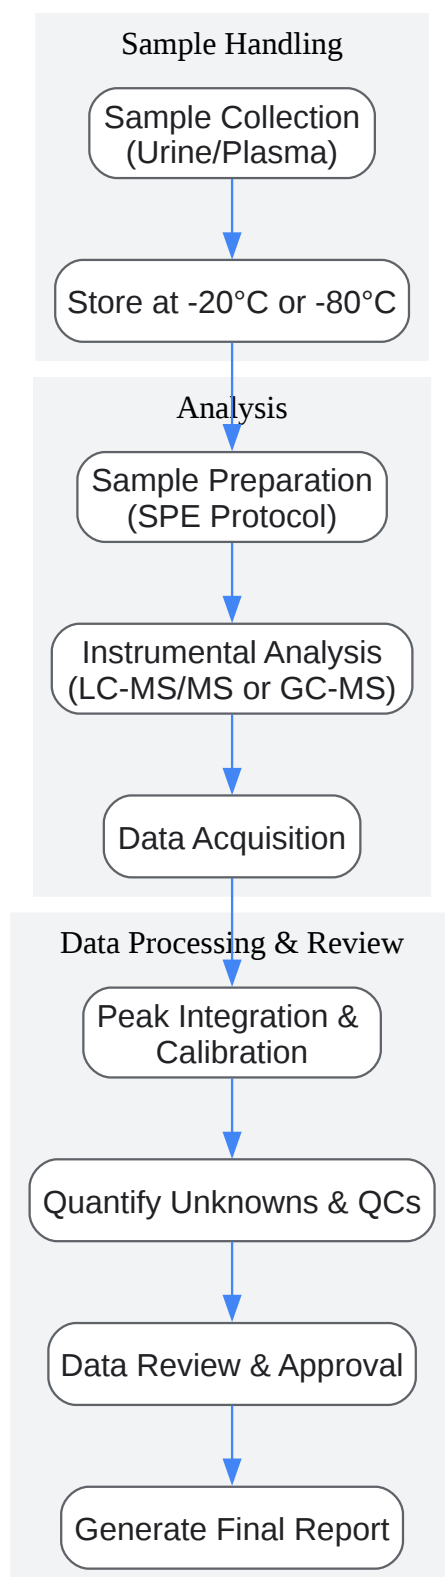 Sample Handling
Sample Collection
(Urine/Plasma)
Store at -20°C or -80°C
Analysis
Sample Preparation
(SPE Protocol)
Instrumental Analysis
(LC-MS/MS or GC-MS)
Data Acquisition
Data Processing & Review
Peak Integration &
Calibration
Quantify Unknowns & QCs
Data Review & Approval
Generate Final Report